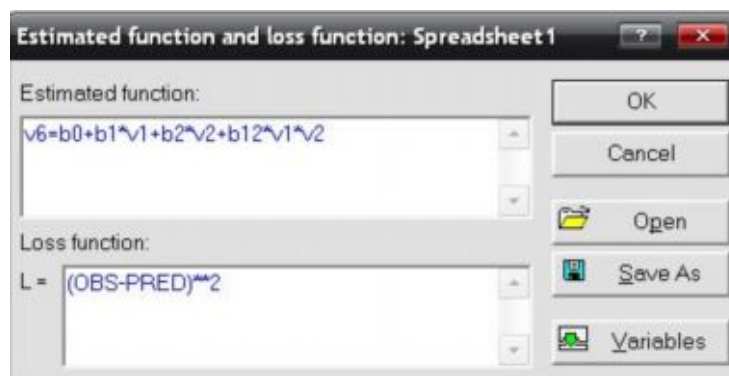 Estimated function and loss function: Spreadsheet1
?
Estimated function:
OK
v6=b0+b1*v1+b2*v2+b12*v1*v2
Cancel
Open
Loss function:
L = (OBS-PRED)**2
Save As
Variables